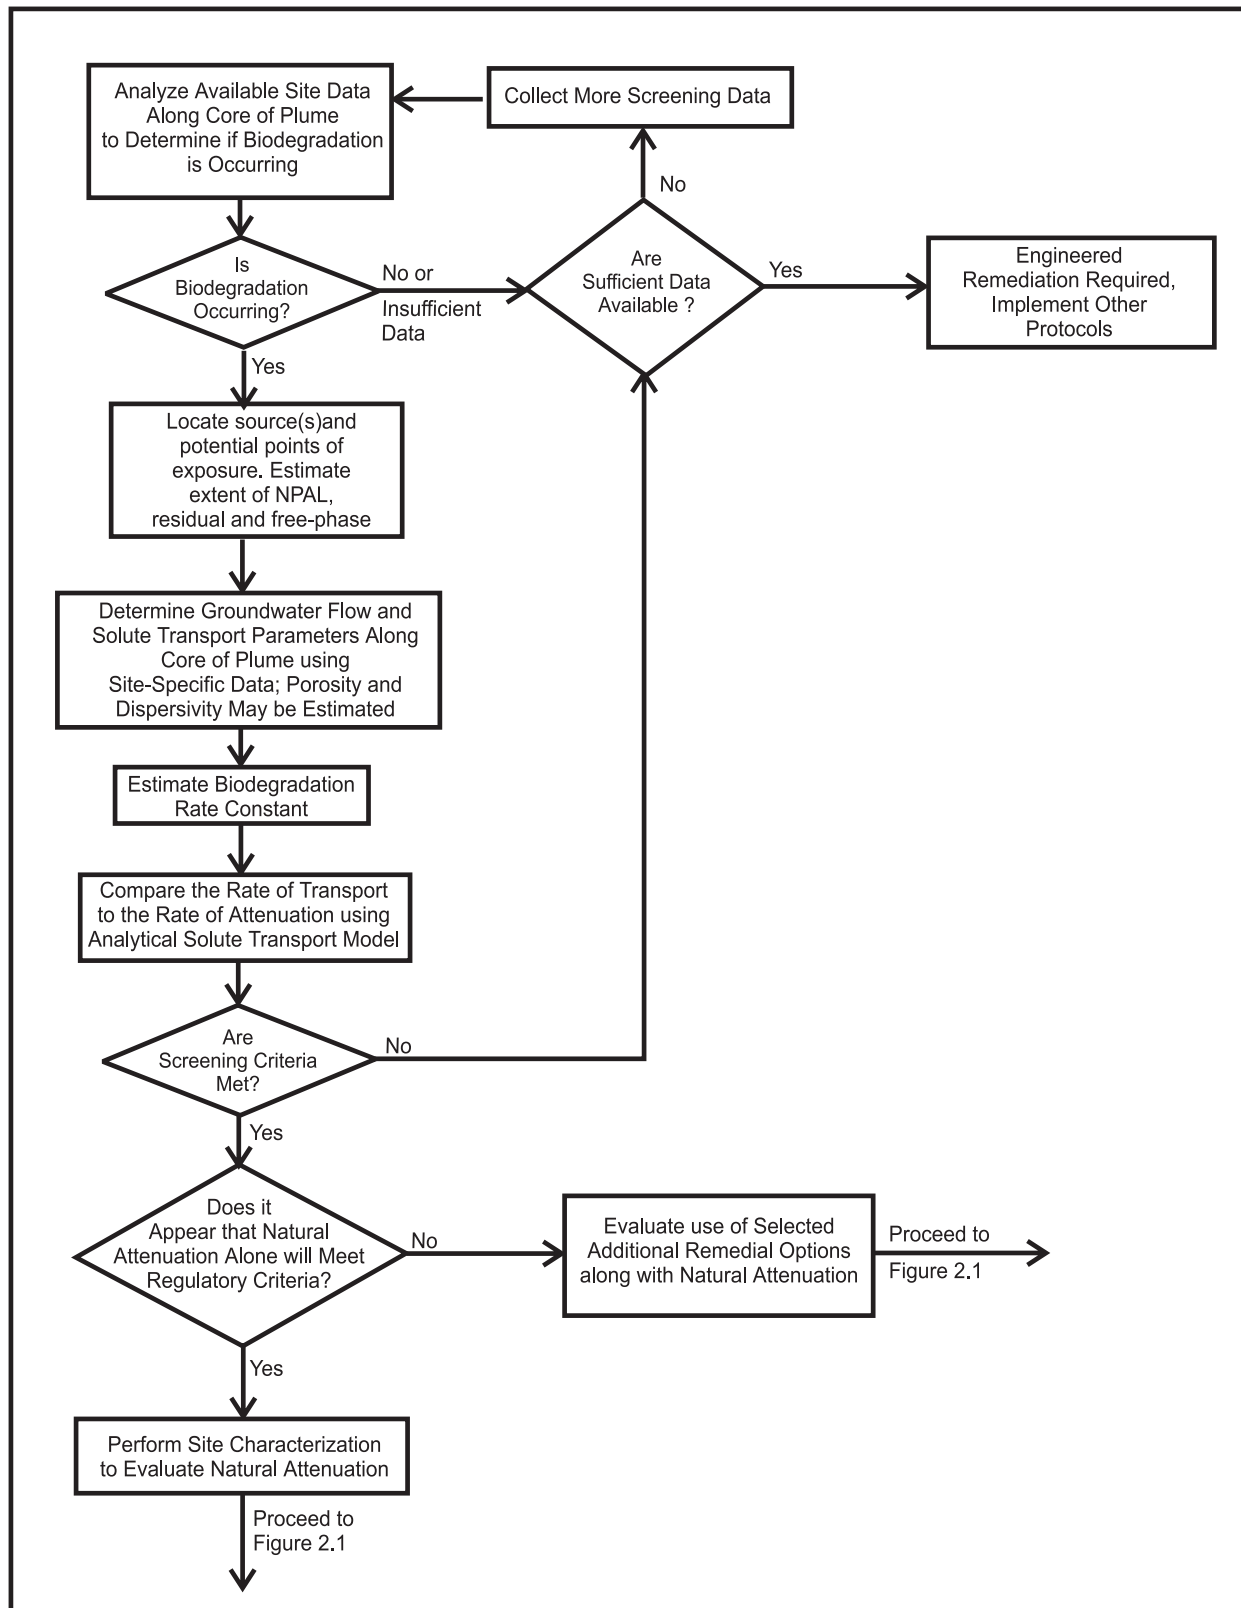 Analyze Available Site Data
Along Core of Plume
to Determine if Biodegradation
is Occurring
Collect More Screening Data
No
Is
Biodegradation
Occurring?
No or
Insufficient
Data
Are
Sufficient Data
Available ?
Yes
Engineered
Remediation Required,
Implement Other
Protocols
Yes
Locate source(s)and
potential points of
exposure. Estimate
extent of NPAL,
residual and free-phase
Determine Groundwater Flow and
Solute Transport Parameters Along
Core of Plume using
Site-Specific Data; Porosity and
Dispersivity May be Estimated
Estimate Biodegradation
Rate Constant
Compare the Rate of Transport
to the Rate of Attenuation using
Analytical Solute Transport Model
Are
Screening Criteria
Met?
No
Yes
Does it
Appear that Natural
Attenuation Alone will Meet
Regulatory Criteria?
No
Evaluate use of Selected
Additional Remedial Options
along with Natural Attenuation
Proceed to
Figure 2.1
Yes
Perform Site Characterization
to Evaluate Natural Attenuation
Proceed to
Figure 2.1